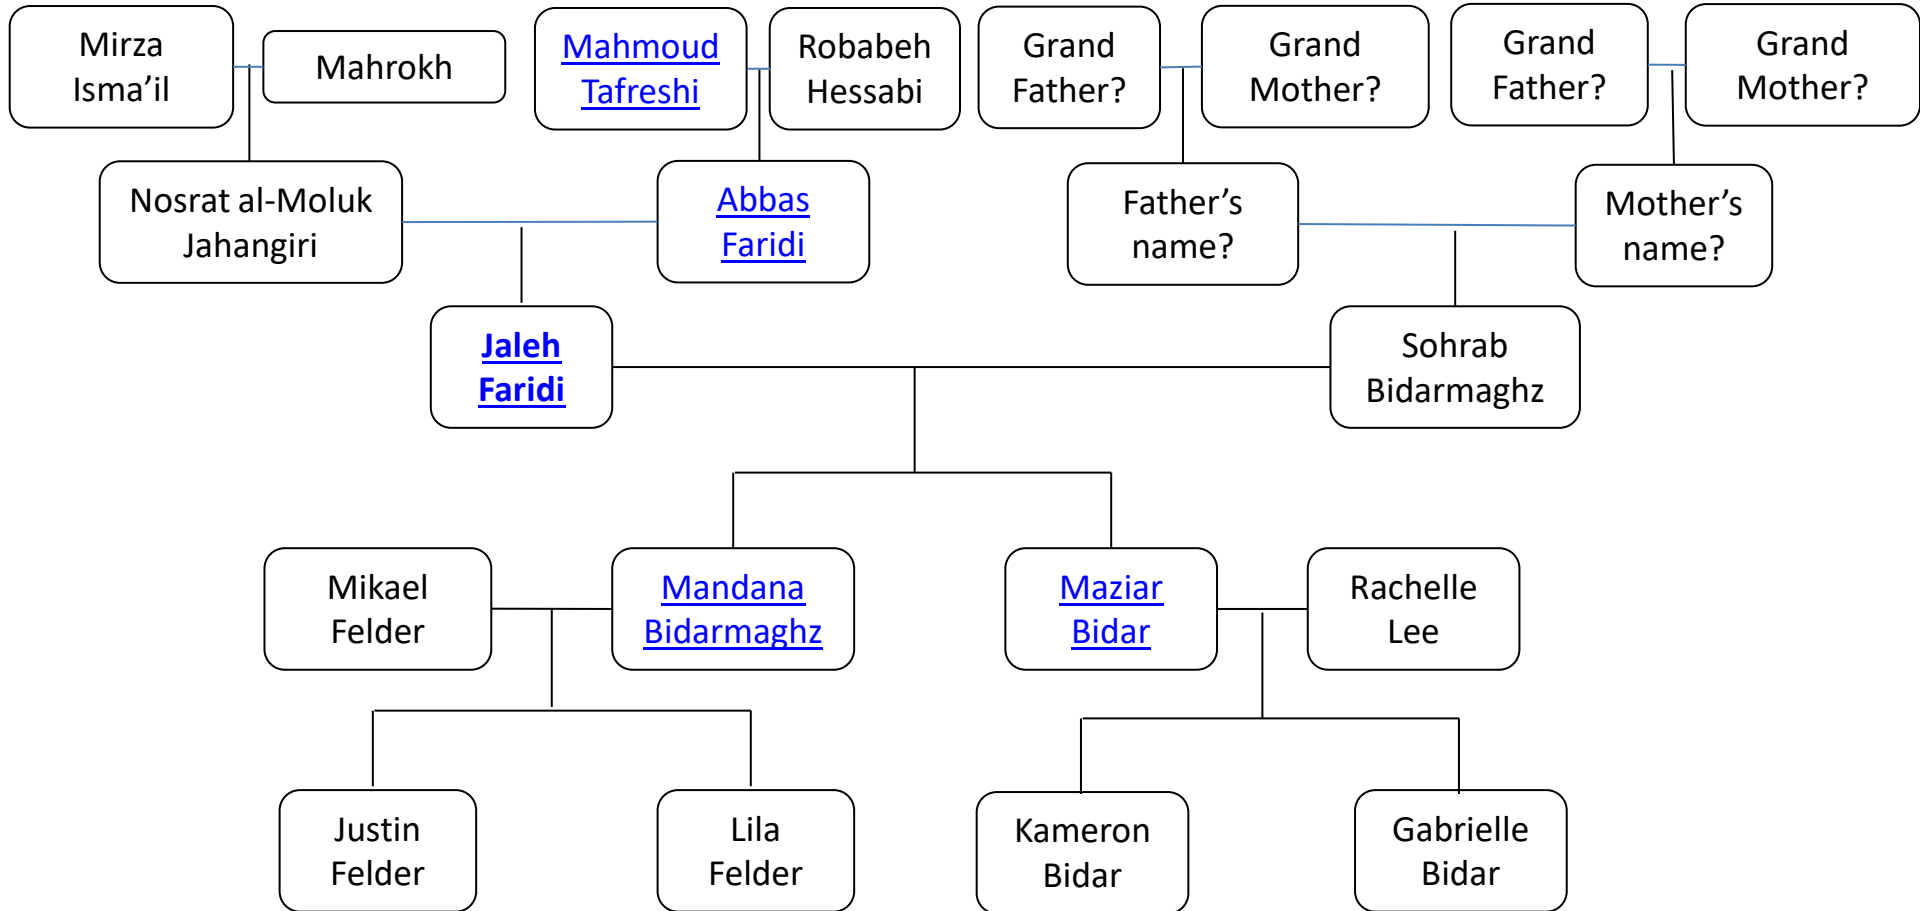 Mirza
Isma’il
Mahrokh
Mahmoud
Tafreshi
Robabeh
Hessabi
Grand
Father?
Grand
Mother?
Grand
Father?
Grand
Mother?
Nosrat al-Moluk
Jahangiri
Abbas
Faridi
Father’s
name?
Mother’s
name?
Jaleh
Faridi
Sohrab
Bidarmaghz
Mikael
Felder
Mandana
Bidarmaghz
Maziar
Bidar
Rachelle
Lee
Justin
Felder
Lila
Felder
Kameron
Bidar
Gabrielle
Bidar